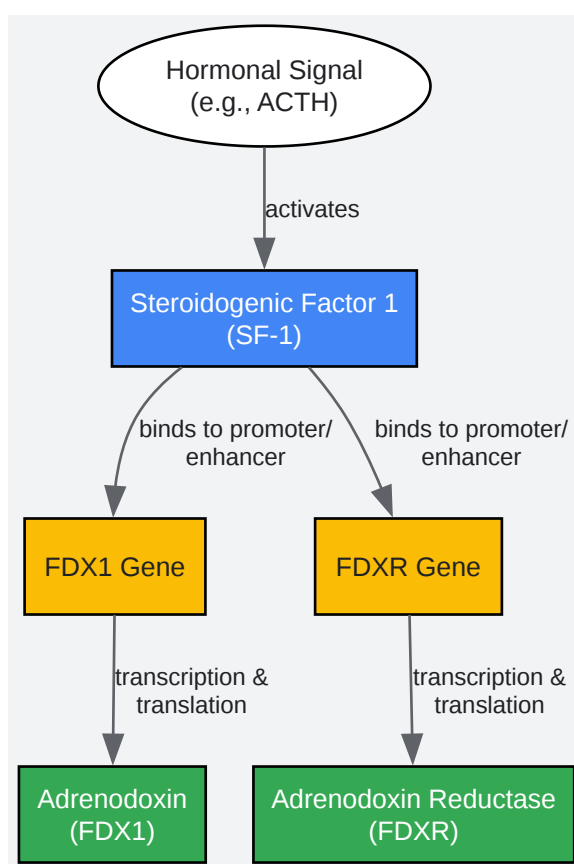 Hormonal Signal
(e.g., ACTH)
activates
Steroidogenic Factor 1
(SF-1)
binds to promoter/
enhancer
binds to promoter/
enhancer
FDX1 Gene
FDXR Gene
transcription &
translation
transcription &
translation
Adrenodoxin
(FDX1)
Adrenodoxin Reductase
(FDXR)